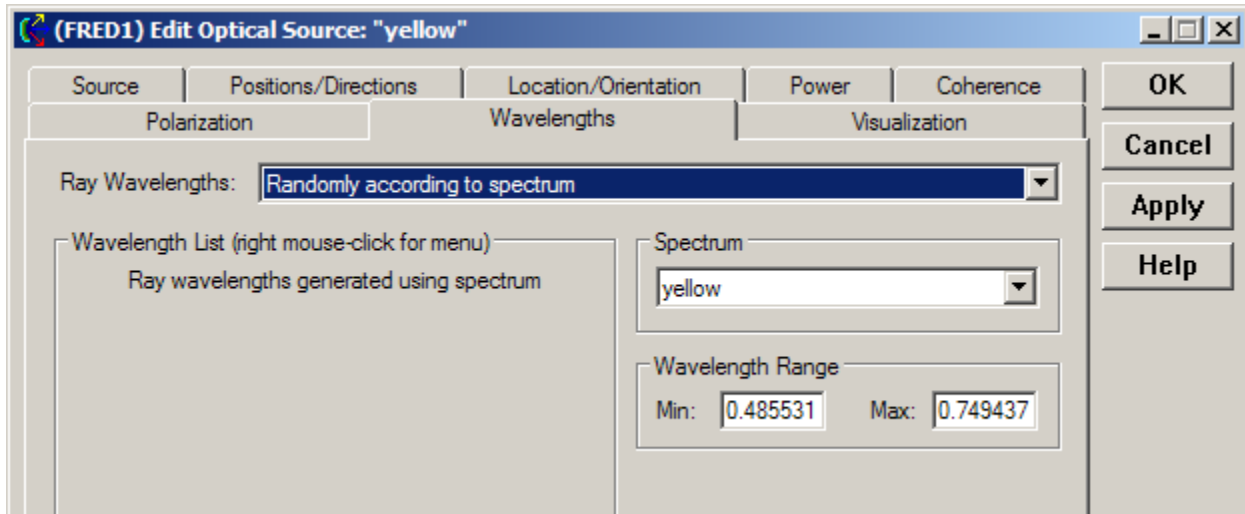 (FRED1) Edit Optical Source: "yellow"
Source Positions/Directions Location/Orientation Power Coherence
Polarization Wavelengths Visualization
OK
Cancel
Apply
Help
Ray Wavelengths: Randomly according to spectrum
Wavelength List (right mouse-click for menu)
Ray wavelengths generated using spectrum
Spectrum
yellow
Wavelength Range
Min: 0.485531 Max: 0.749437